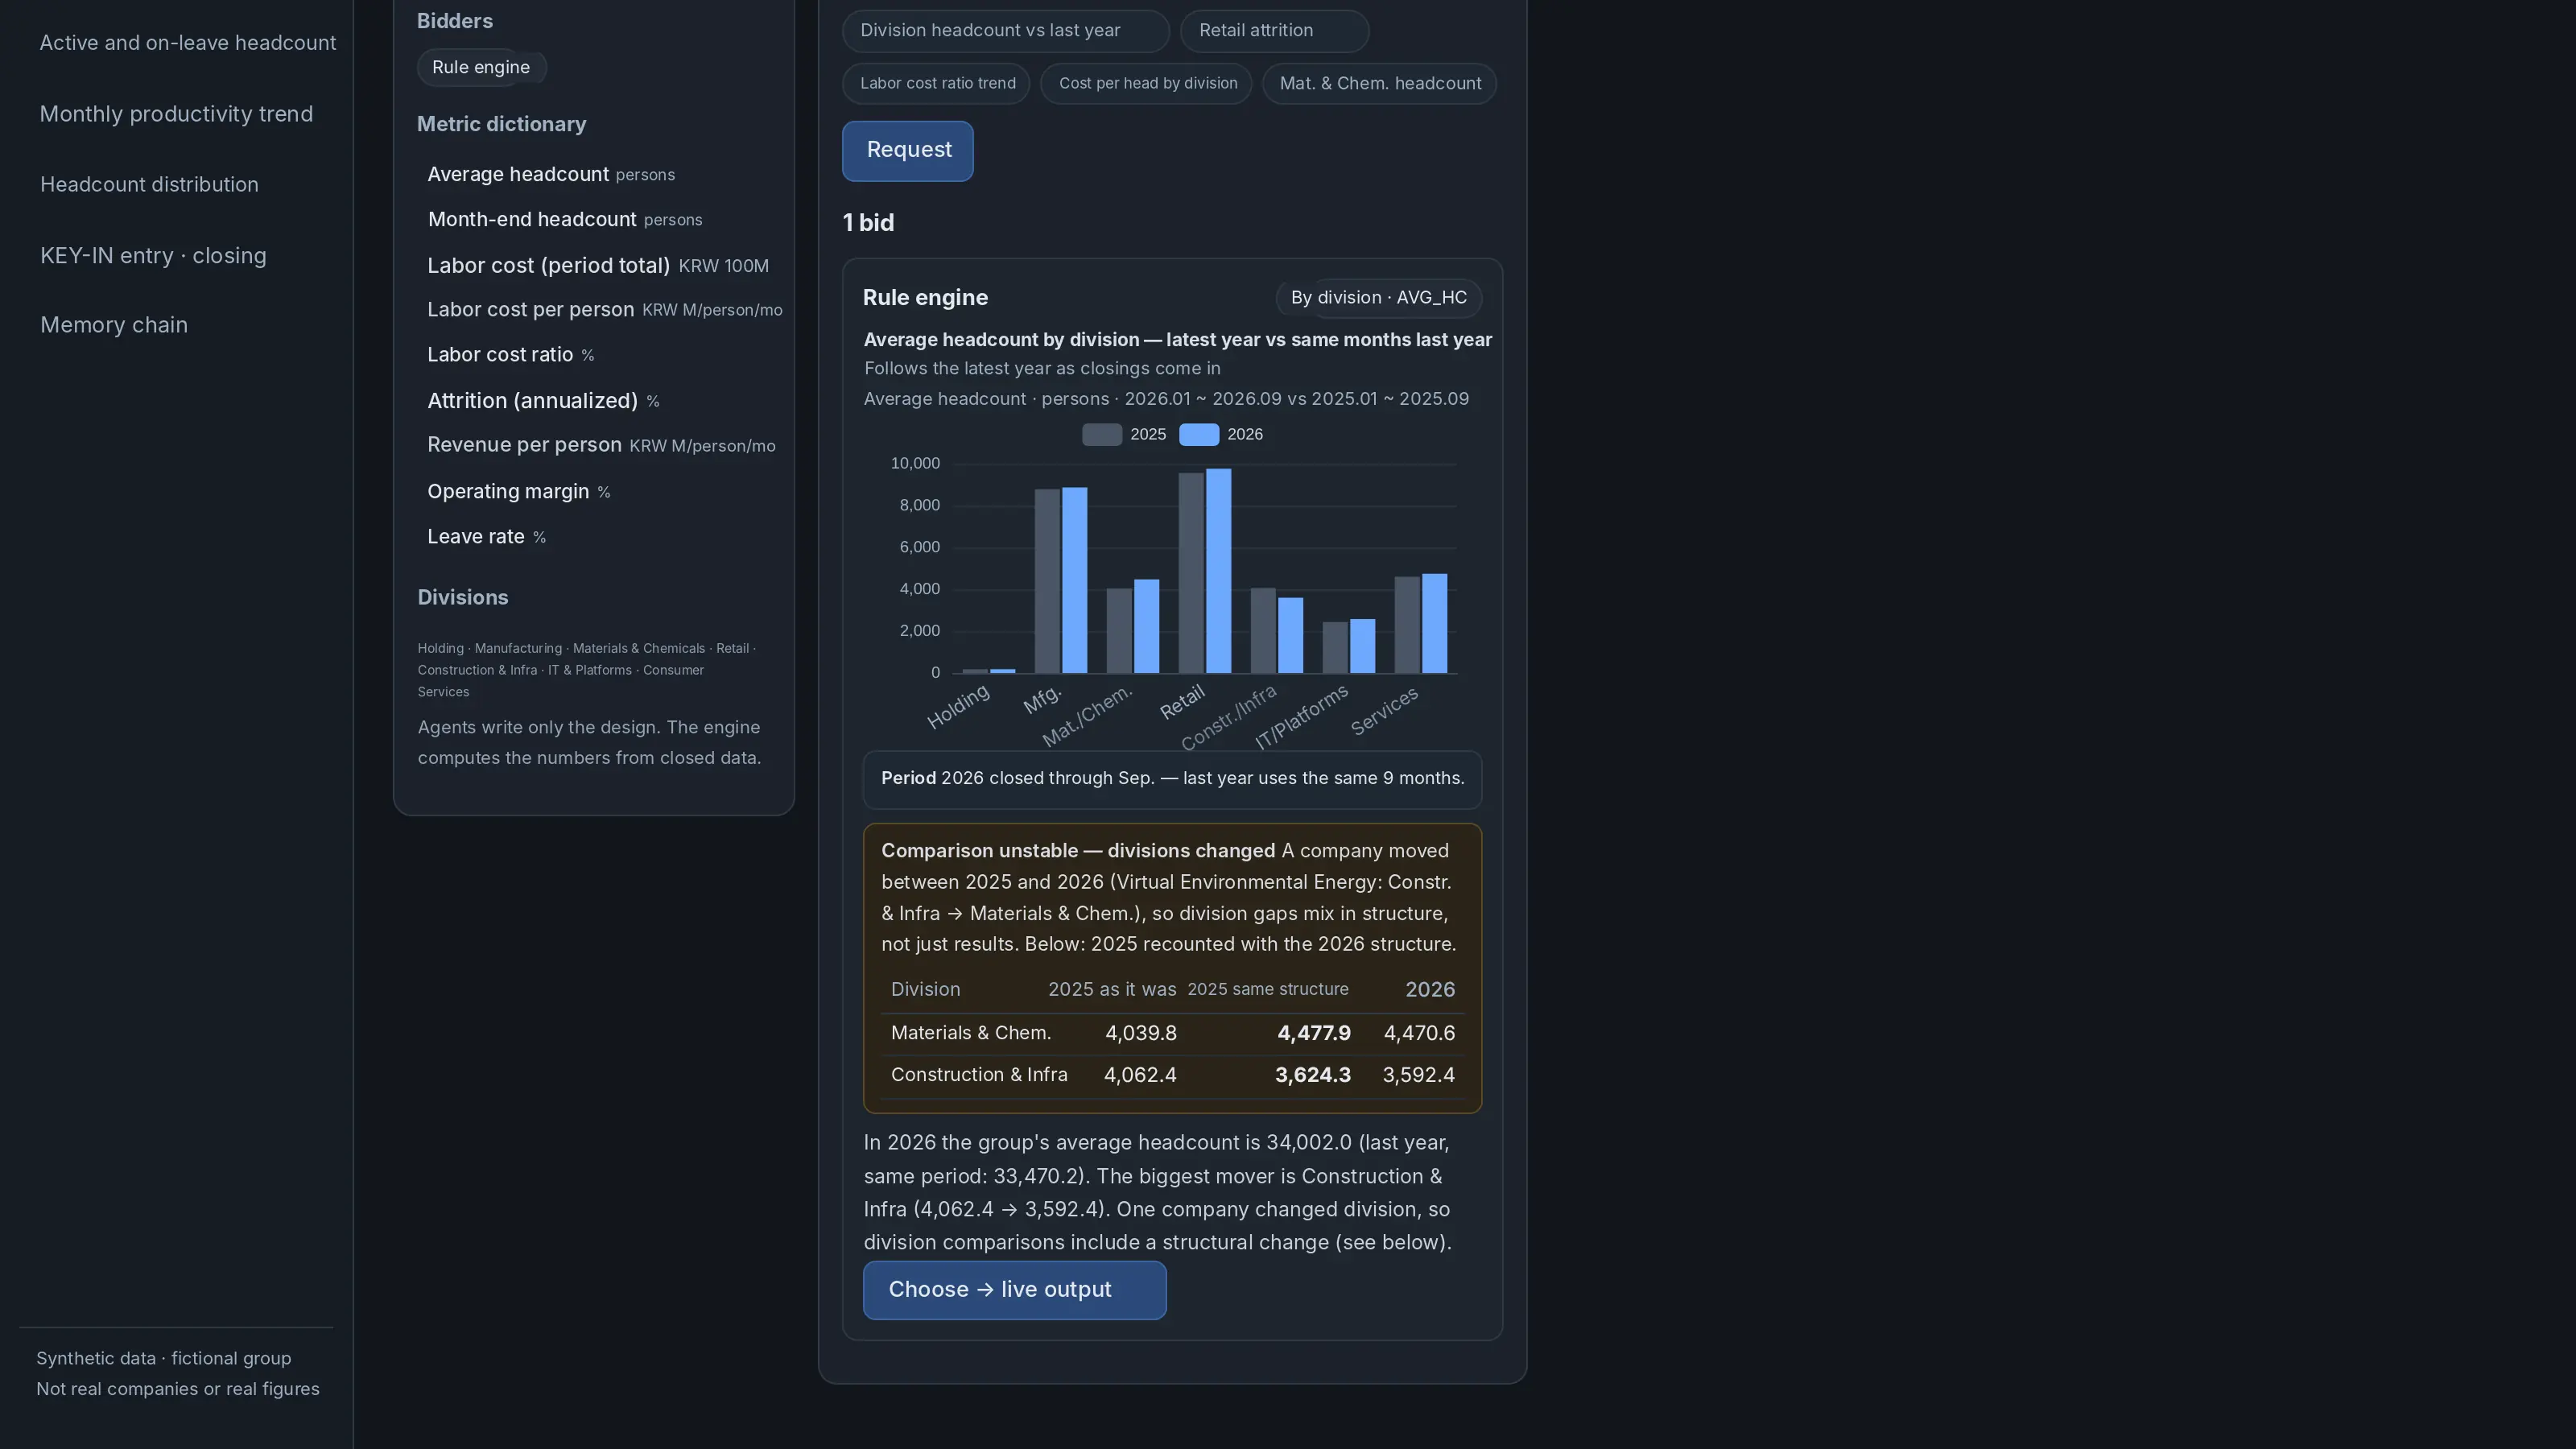 Active and on-leave headcount
Monthly productivity trend
Headcount distribution
KEY-IN entry · closing
Memory chain
Synthetic data · fictional group
Not real companies or real figures
Bidders
Rule engine
Metric dictionary
Average headcount persons
Month-end headcount persons
Labor cost (period total) KRW 100M
Labor cost per person KRW M/person/mo
Labor cost ratio %
Attrition (annualized) %
Revenue per person KRW M/person/mo
Operating margin %
Leave rate %
Divisions
Holding · Manufacturing · Materials & Chemicals · Retail ·
Construction & Infra · IT & Platforms · Consumer
Services
Agents write only the design. The engine
computes the numbers from closed data.
Division headcount vs last year Retail attrition
Labor cost ratio trend Cost per head by division Mat. & Chem. headcount
Request
1 bid
Rule engine By division · AVG_HC
Average headcount by division — latest year vs same months last year
Follows the latest year as closings come in
Average headcount · persons · 2026.01 ~ 2026.09 vs 2025.01 ~ 2025.09
2025 2026
10,000
8,000
6,000
4,000
2,000
0
Holding Mfg. Mat./Chem. Retail Constr./Infra IT/Platforms Services
Period 2026 closed through Sep. — last year uses the same 9 months.
Comparison unstable — divisions changed A company moved
between 2025 and 2026 (Virtual Environmental Energy: Constr.
& Infra → Materials & Chem.), so division gaps mix in structure,
not just results. Below: 2025 recounted with the 2026 structure.
Division 2025 as it was 2025 same structure 2026
Materials & Chem. 4,039.8 4,477.9 4,470.6
Construction & Infra 4,062.4 3,624.3 3,592.4
In 2026 the group's average headcount is 34,002.0 (last year,
same period: 33,470.2). The biggest mover is Construction &
Infra (4,062.4 → 3,592.4). One company changed division, so
division comparisons include a structural change (see below).
Choose → live output